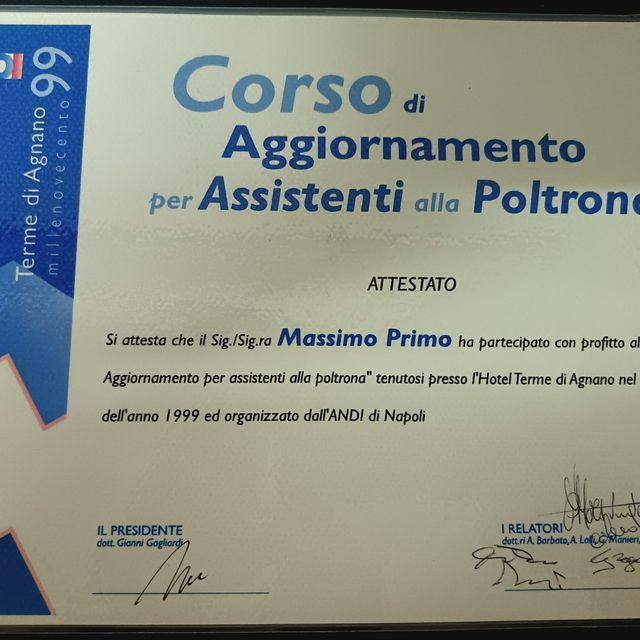 Terme di Agnano 99
millenovecento
Corso di
Aggiornamento
per Assistenti alla Poltrone
ATTESTATO
Si attesta che il Sig./Sig.ra Massimo Primo ha partecipato con profitto al
Aggiornamento per assistenti alla poltrona" tenutosi presso l'Hotel Terme di Agnano nel
dell'anno 1999 ed organizzato dall'ANDI di Napoli
IL PRESIDENTE
dott. Gianni Gagliardi
I RELATORI
dott.ri A. Barbato, A. Lalli, G. Manieri,